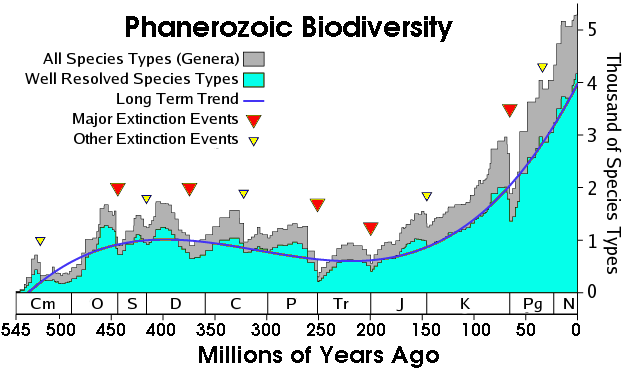 Phanerozoic Biodiversity
All Species Types (Genera)
Well Resolved Species Types
Long Term Trend
Major Extinction Events
Other Extinction Events
5
4
3
2
1
0
Thousand of Species Types
Cm O S D C P Tr J K Pg N
545 500 450 400 350 300 250 200 150 100 50 0
Millions of Years Ago